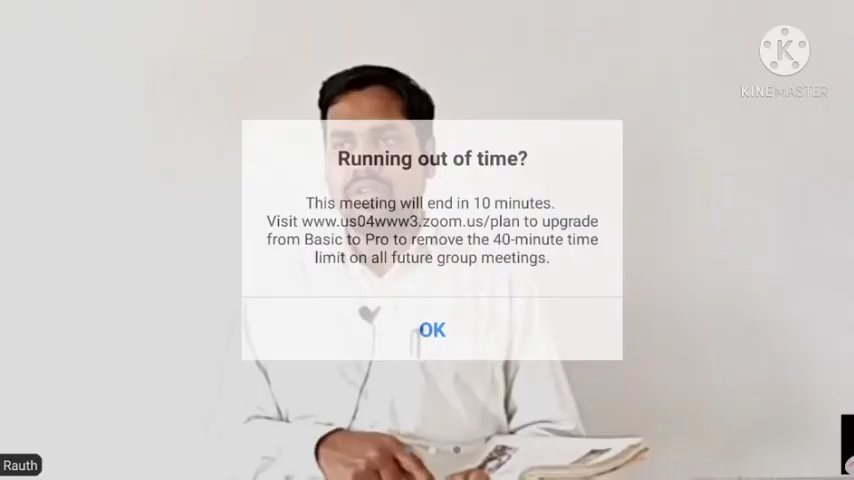 KINEMASTER
Running out of time?
This meeting will end in 10 minutes.
Visit www.us04www3.zoom.us/plan to upgrade
from Basic to Pro to remove the 40-minute time
limit on all future group meetings.
OK
Rauth